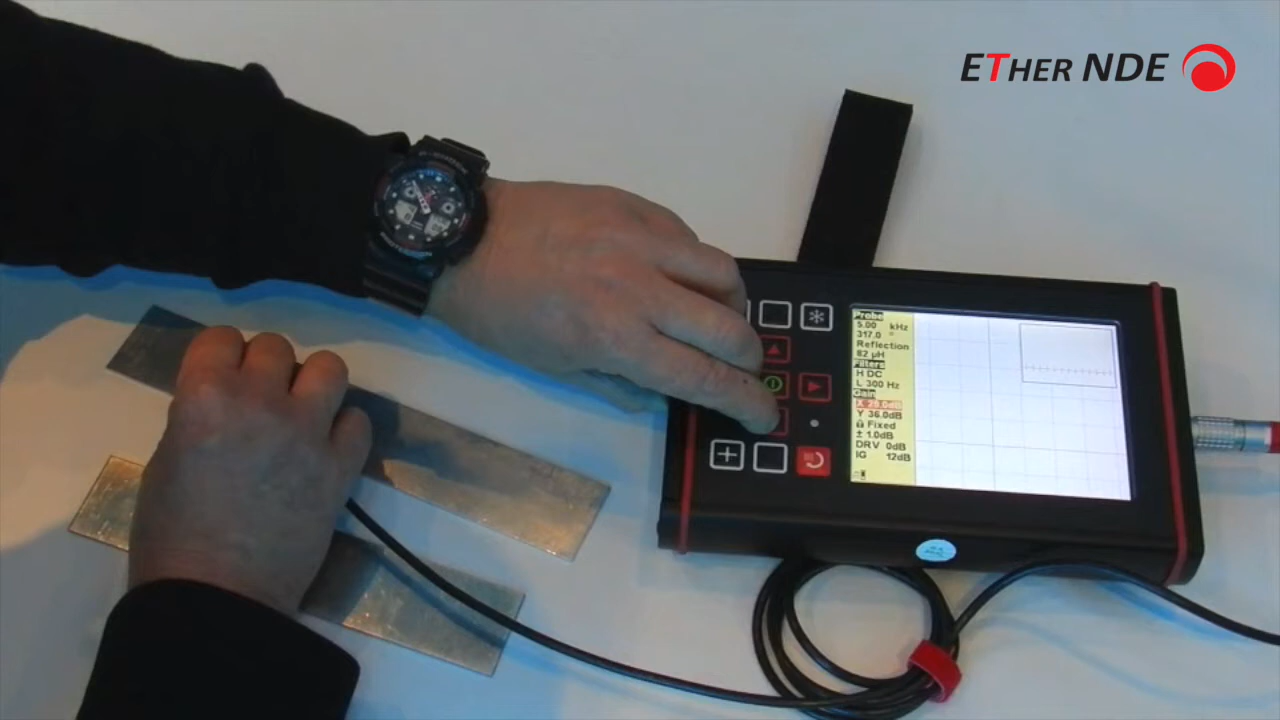 ETHER NDE
Probe
5.00 kHz
317.0 °
Reflection
82 µH
Filters
H DC
L 300 Hz
Gain
Y 36.0dB
Fixed
± 1.0dB
DRV 0dB
IG 12dB